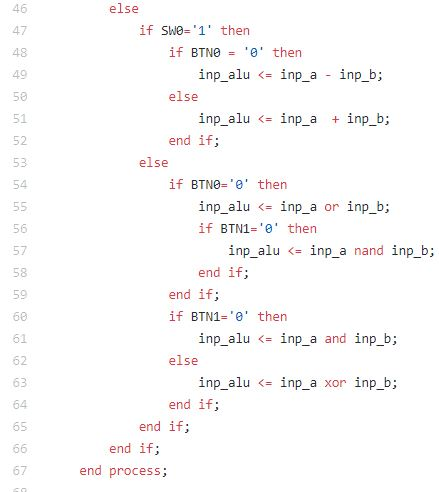 46 else
47 if SW0='1' then
48 if BTN0 = '0' then
49 inp_alu <= inp_a - inp_b;
50 else
51 inp_alu <= inp_a  + inp_b;
52 end if;
53 else
54 if BTN0='0' then
55 inp_alu <= inp_a or inp_b;
56 if BTN1='0' then
57 inp_alu <= inp_a nand inp_b;
58 end if;
59 end if;
60 if BTN1='0' then
61 inp_alu <= inp_a and inp_b;
62 else
63 inp_alu <= inp_a xor inp_b;
64 end if;
65 end if;
66 end if;
67 end process;
68